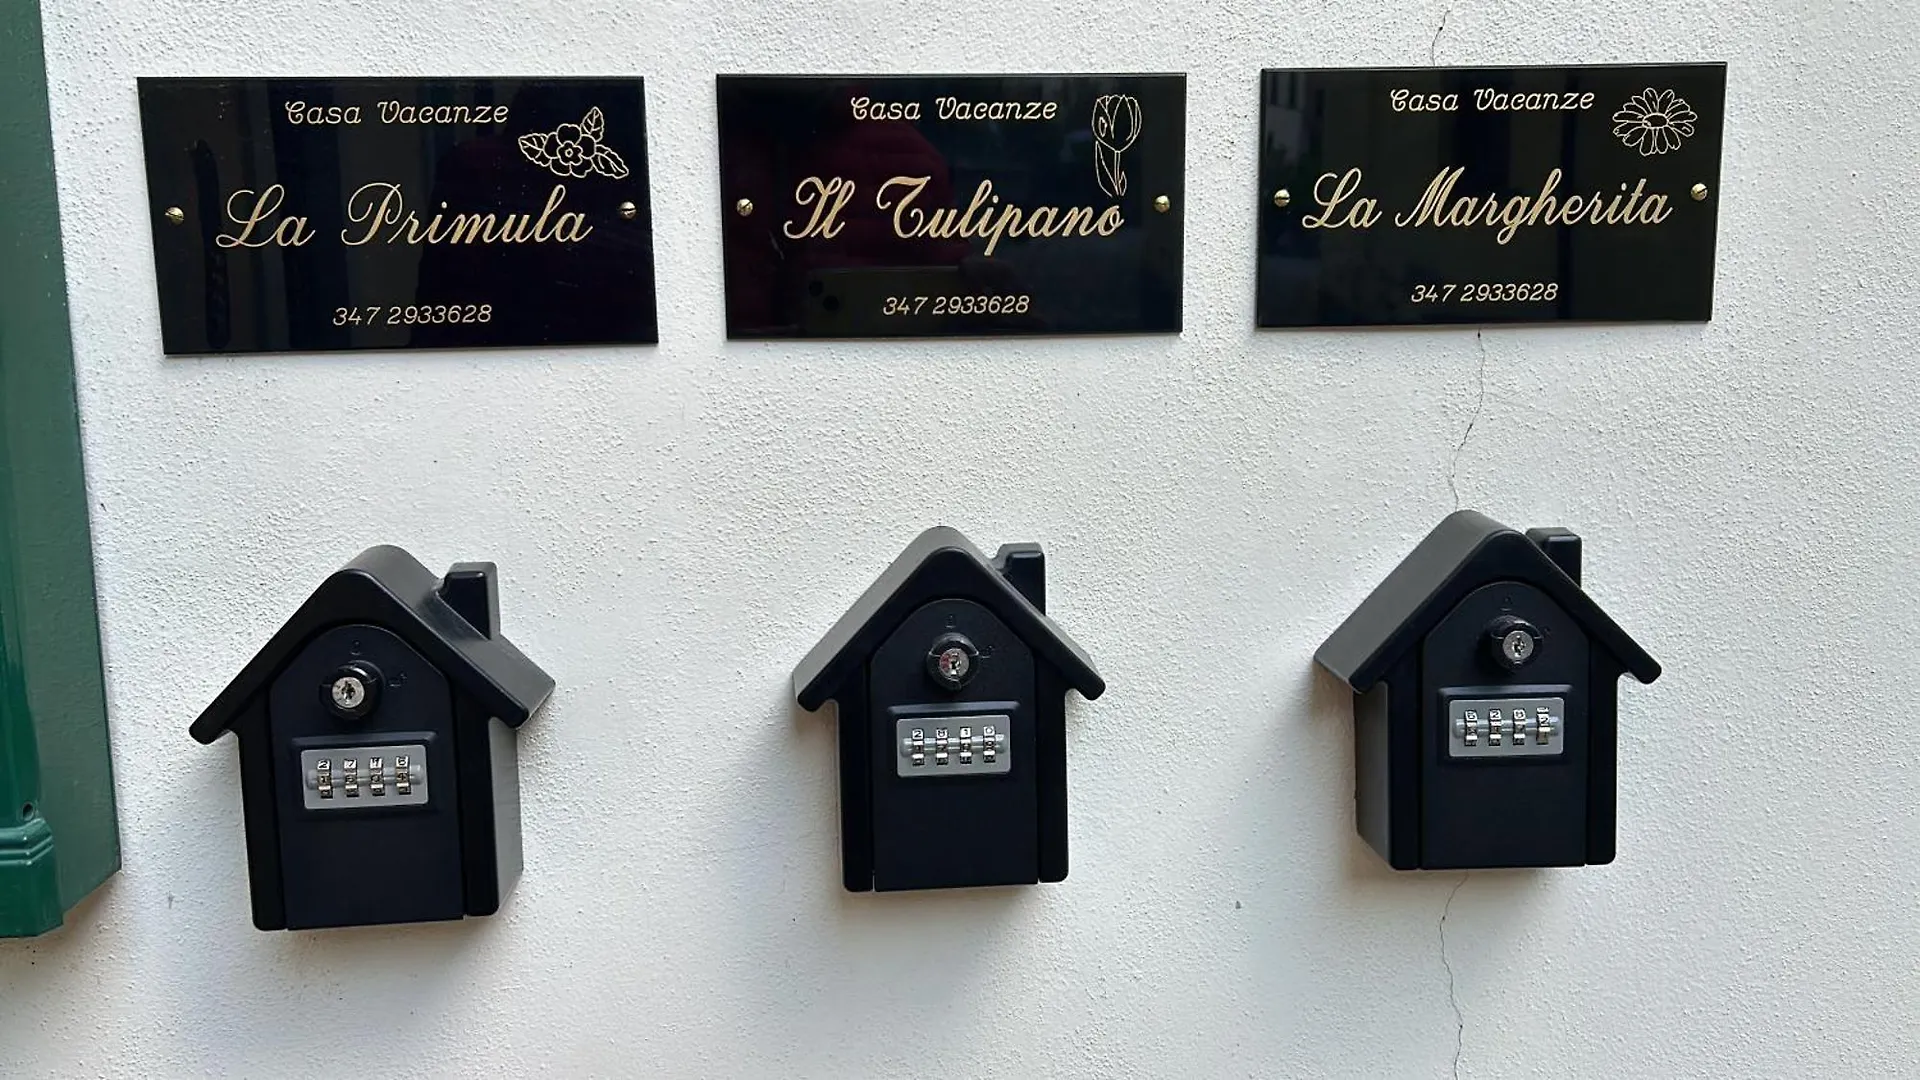 Casa Vacanze
La Primula
347 2933628
Casa Vacanze
Il Tulipano
347 2933628
Casa Vacanze
La Margherita
347 2933628